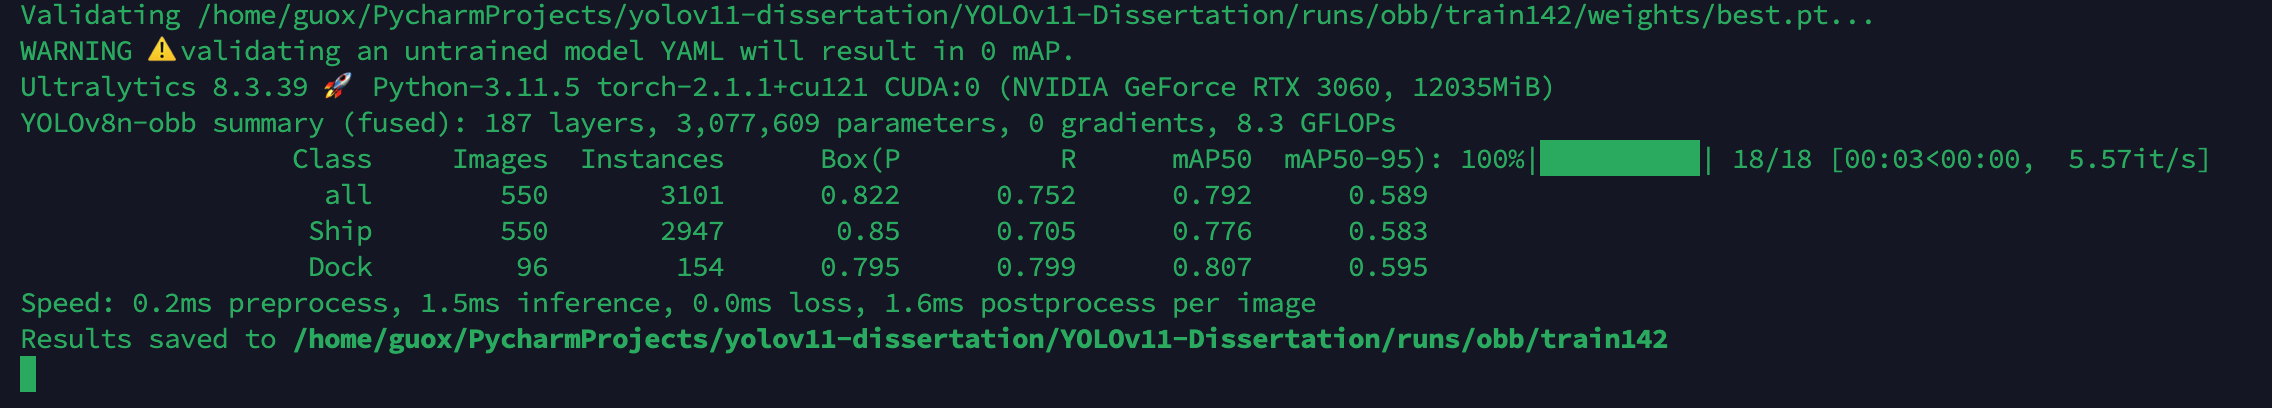 Validating /home/guox/PycharmProjects/yolov11-dissertation/YOLOv11-Dissertation/runs/obb/train142/weights/best.pt...
WARNING ⚠️validating an untrained model YAML will result in 0 mAP.
Ultralytics 8.3.39 🚀 Python-3.11.5 torch-2.1.1+cu121 CUDA:0 (NVIDIA GeForce RTX 3060, 12035MiB)
YOLOv8n-obb summary (fused): 187 layers, 3,077,609 parameters, 0 gradients, 8.3 GFLOPs
Class Images Instances Box(P R mAP50 mAP50-95): 100%|██████████| 18/18 [00:03<00:00, 5.57it/s]
all 550 3101 0.822 0.752 0.792 0.589
Ship 550 2947 0.85 0.705 0.776 0.583
Dock 96 154 0.795 0.799 0.807 0.595
Speed: 0.2ms preprocess, 1.5ms inference, 0.0ms loss, 1.6ms postprocess per image
Results saved to /home/guox/PycharmProjects/yolov11-dissertation/YOLOv11-Dissertation/runs/obb/train142